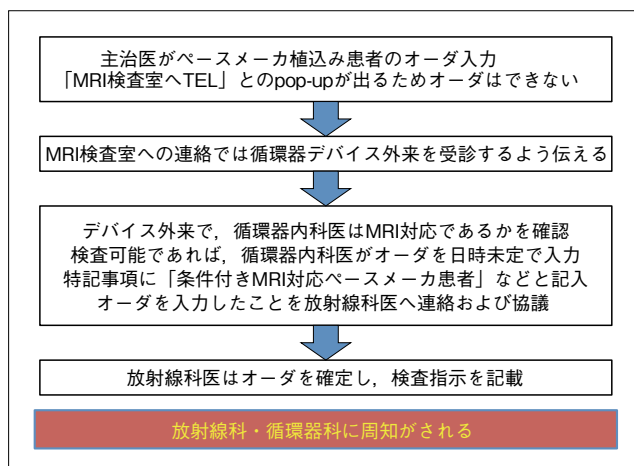 主治医がペースメーカ植込み患者のオーダ入力
「MRI検査室へTEL」とのpop-upが出るためオーダはできない
MRI検査室への連絡では循環器デバイス外来を受診するよう伝える
デバイス外来で，循環器内科医はMRI対応であるかを確認
検査可能であれば，循環器内科医がオーダを日時未定で入力
特記事項に「条件付きMRI対応ペースメーカ患者」などと記入
オーダを入力したことを放射線科医へ連絡および協議
放射線科医はオーダを確定し，検査指示を記載
放射線科・循環器科に周知がされる